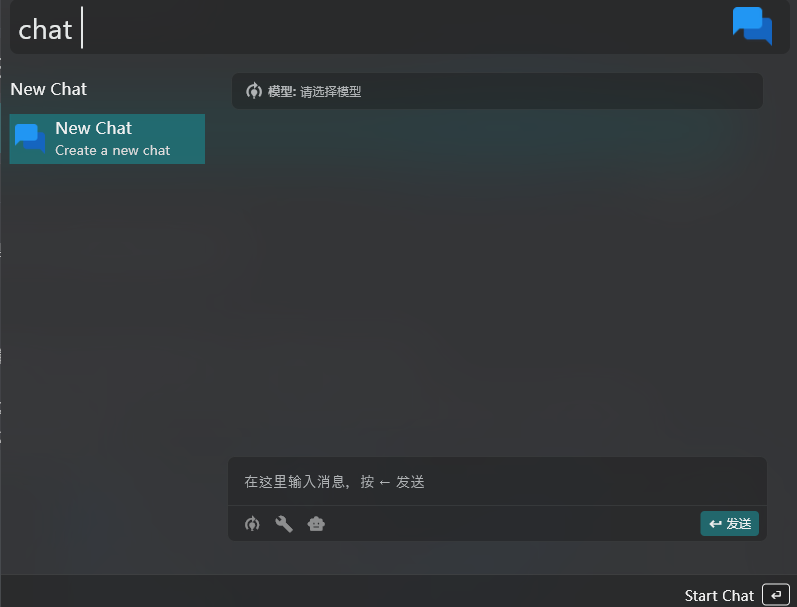 chat
New Chat
模型: 请选择模型
New Chat
Create a new chat
在这里输入消息，按 ← 发送
发送
Start Chat